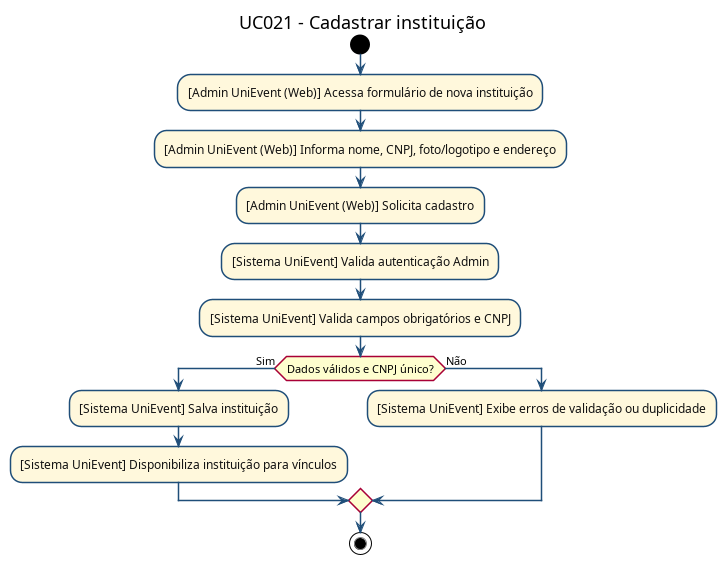 UC021 - Cadastrar instituição
[Admin UniEvent (Web)] Acessa formulário de nova instituição
[Admin UniEvent (Web)] Informa nome, CNPJ, foto/logotipo e endereço
[Admin UniEvent (Web)] Solicita cadastro
[Sistema UniEvent] Valida autenticação Admin
[Sistema UniEvent] Valida campos obrigatórios e CNPJ
Sim
Dados válidos e CNPJ único?
Não
[Sistema UniEvent] Salva instituição
[Sistema UniEvent] Exibe erros de validação ou duplicidade
[Sistema UniEvent] Disponibiliza instituição para vínculos